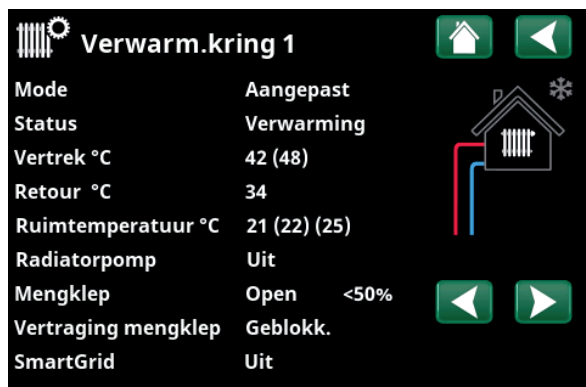 Verwarm.kring 1
Mode Aangepast
Status Verwarming
Vertrek °C 42 (48)
Retour °C 34
Ruimtemperatuur °C 21 (22) (25)
Radiatorpomp Uit
Mengklep Open <50%
Vertraging mengklep Geblokk.
SmartGrid Uit